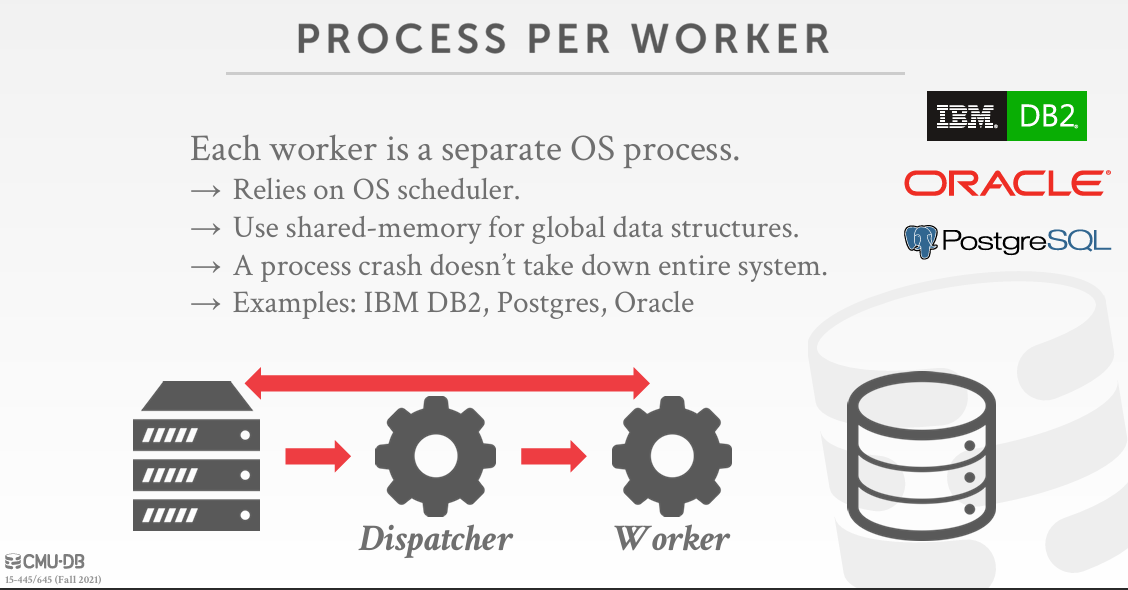 PROCESS PER WORKER
Each worker is a separate OS process.
→ Relies on OS scheduler.
→ Use shared-memory for global data structures.
→ A process crash doesn’t take down entire system.
→ Examples: IBM DB2, Postgres, Oracle
IBM® DB2®
ORACLE®
PostgreSQL
Dispatcher
Worker
CMU·DB
15-445/645 (Fall 2021)